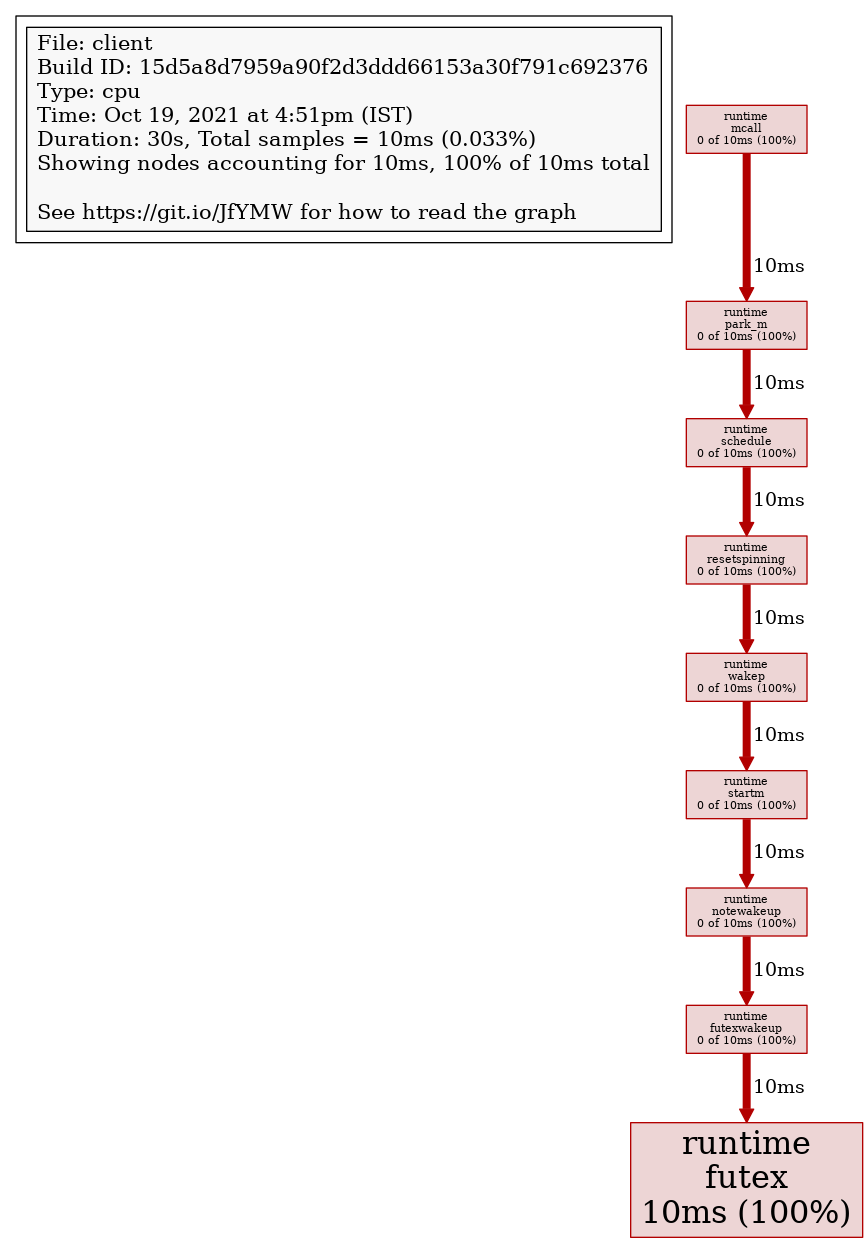 File: client
Build ID: 15d5a8d7959a90f2d3ddd66153a30f791c692376
Type: cpu
Time: Oct 19, 2021 at 4:51pm (IST)
Duration: 30s, Total samples = 10ms (0.033%)
Showing nodes accounting for 10ms, 100% of 10ms total
See https://git.io/JfYMW for how to read the graph
runtime
mcall
0 of 10ms (100%)
10ms
runtime
park_m
0 of 10ms (100%)
10ms
runtime
schedule
0 of 10ms (100%)
10ms
runtime
resetspinning
0 of 10ms (100%)
10ms
runtime
wakep
0 of 10ms (100%)
10ms
runtime
startm
0 of 10ms (100%)
10ms
runtime
notewakeup
0 of 10ms (100%)
10ms
runtime
futexwakeup
0 of 10ms (100%)
10ms
runtime
futex
10ms (100%)